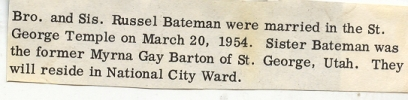 Bro. and Sis. Russel Bateman were married in the St.
George Temple on March 20, 1954. Sister Bateman was
the former Myrna Gay Barton of St. George, Utah. They
will reside in National City Ward.